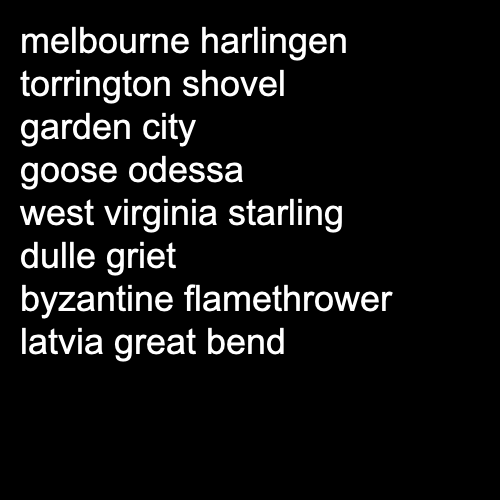 melbourne harlingen
torrington shovel
garden city
goose odessa
west virginia starling
dulle griet
byzantine flamethrower
latvia great bend